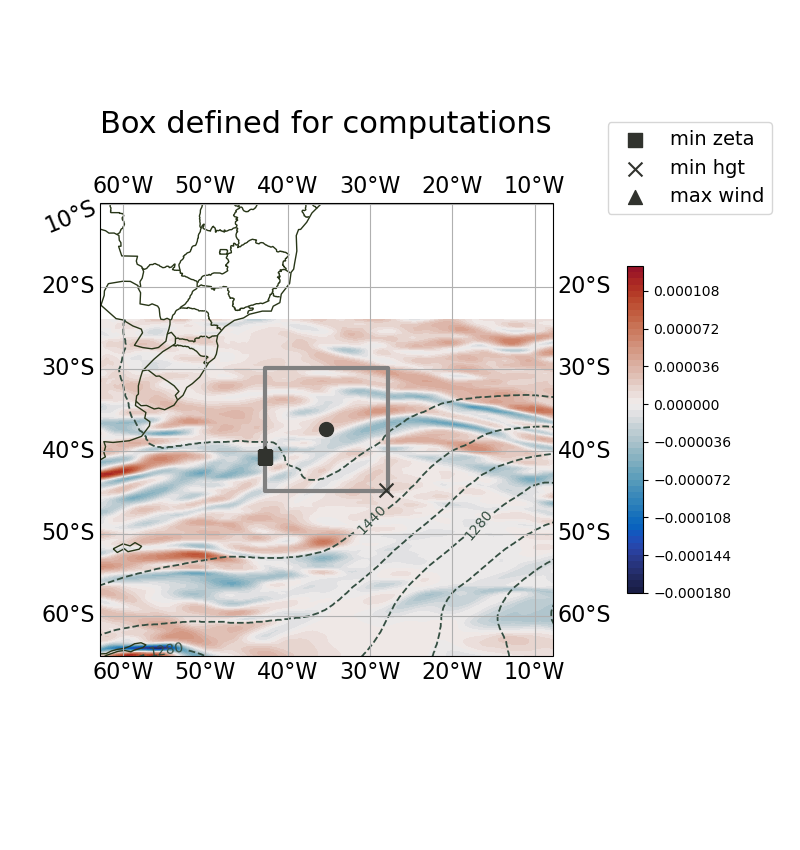 Box defined for computations
min zeta
min hgt
max wind
60°W 50°W 40°W 30°W 20°W 10°W
10°S
20°S 20°S
30°S 30°S
40°S 40°S
50°S 50°S
60°S 60°S
1440
1280
1280
60°W 50°W 40°W 30°W 20°W 10°W
0.000108
0.000072
0.000036
0.000000
−0.000036
−0.000072
−0.000108
−0.000144
−0.000180